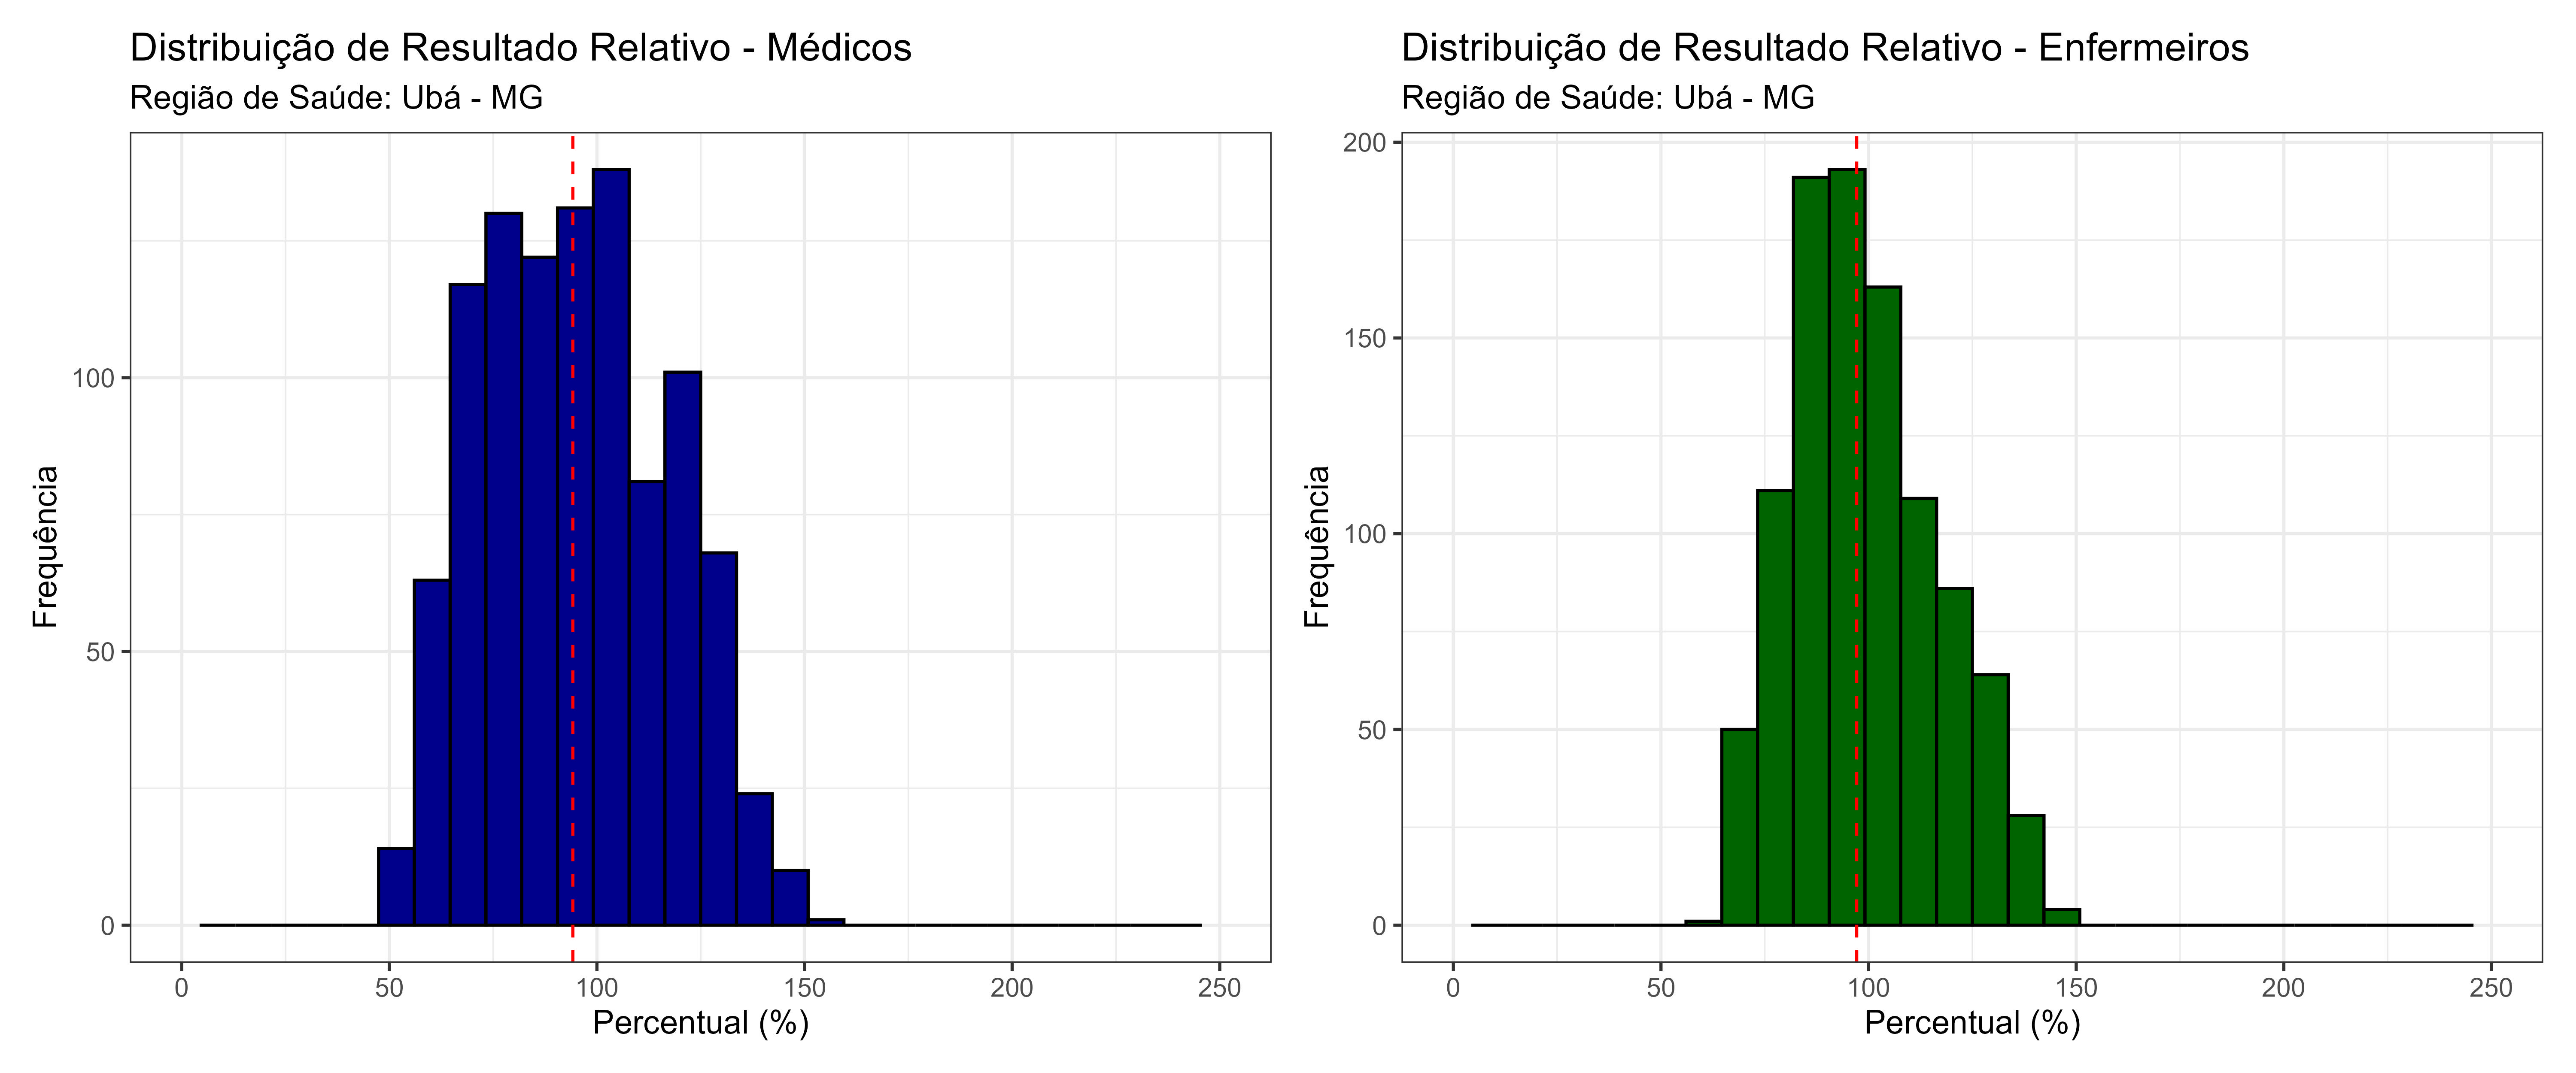 Distribuição de Resultado Relativo - Médicos
Região de Saúde: Ubá - MG
Frequência
100
50
0
0 50 100 150 200 250
Percentual (%)
Distribuição de Resultado Relativo - Enfermeiros
Região de Saúde: Ubá - MG
Frequência
200
150
100
50
0
0 50 100 150 200 250
Percentual (%)